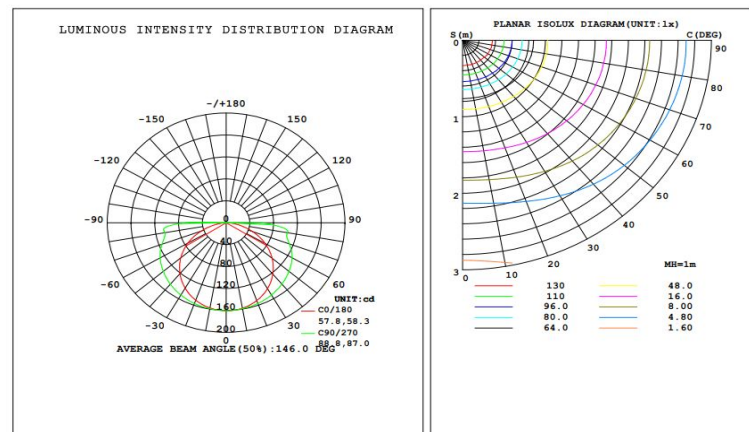 LUMINOUS INTENSITY DISTRIBUTION DIAGRAM
-/+180
-150 150
-120 120
-90 0 90
40
80
-60 120 60
160
-30 200 30
0
UNIT:cd
C0/180
57.8,58.3
C90/270
88.8,87.0
AVERAGE BEAM ANGLE(50%):146.0 DEG
PLANAR ISOLUX DIAGRAM(UNIT:lx)
S(m) C(DEG)
0 90
80
1 70
60
2 50
40
30
3 20
0 10
MH=1m
130 48.0
110 16.0
96.0 8.00
80.0 4.80
64.0 1.60